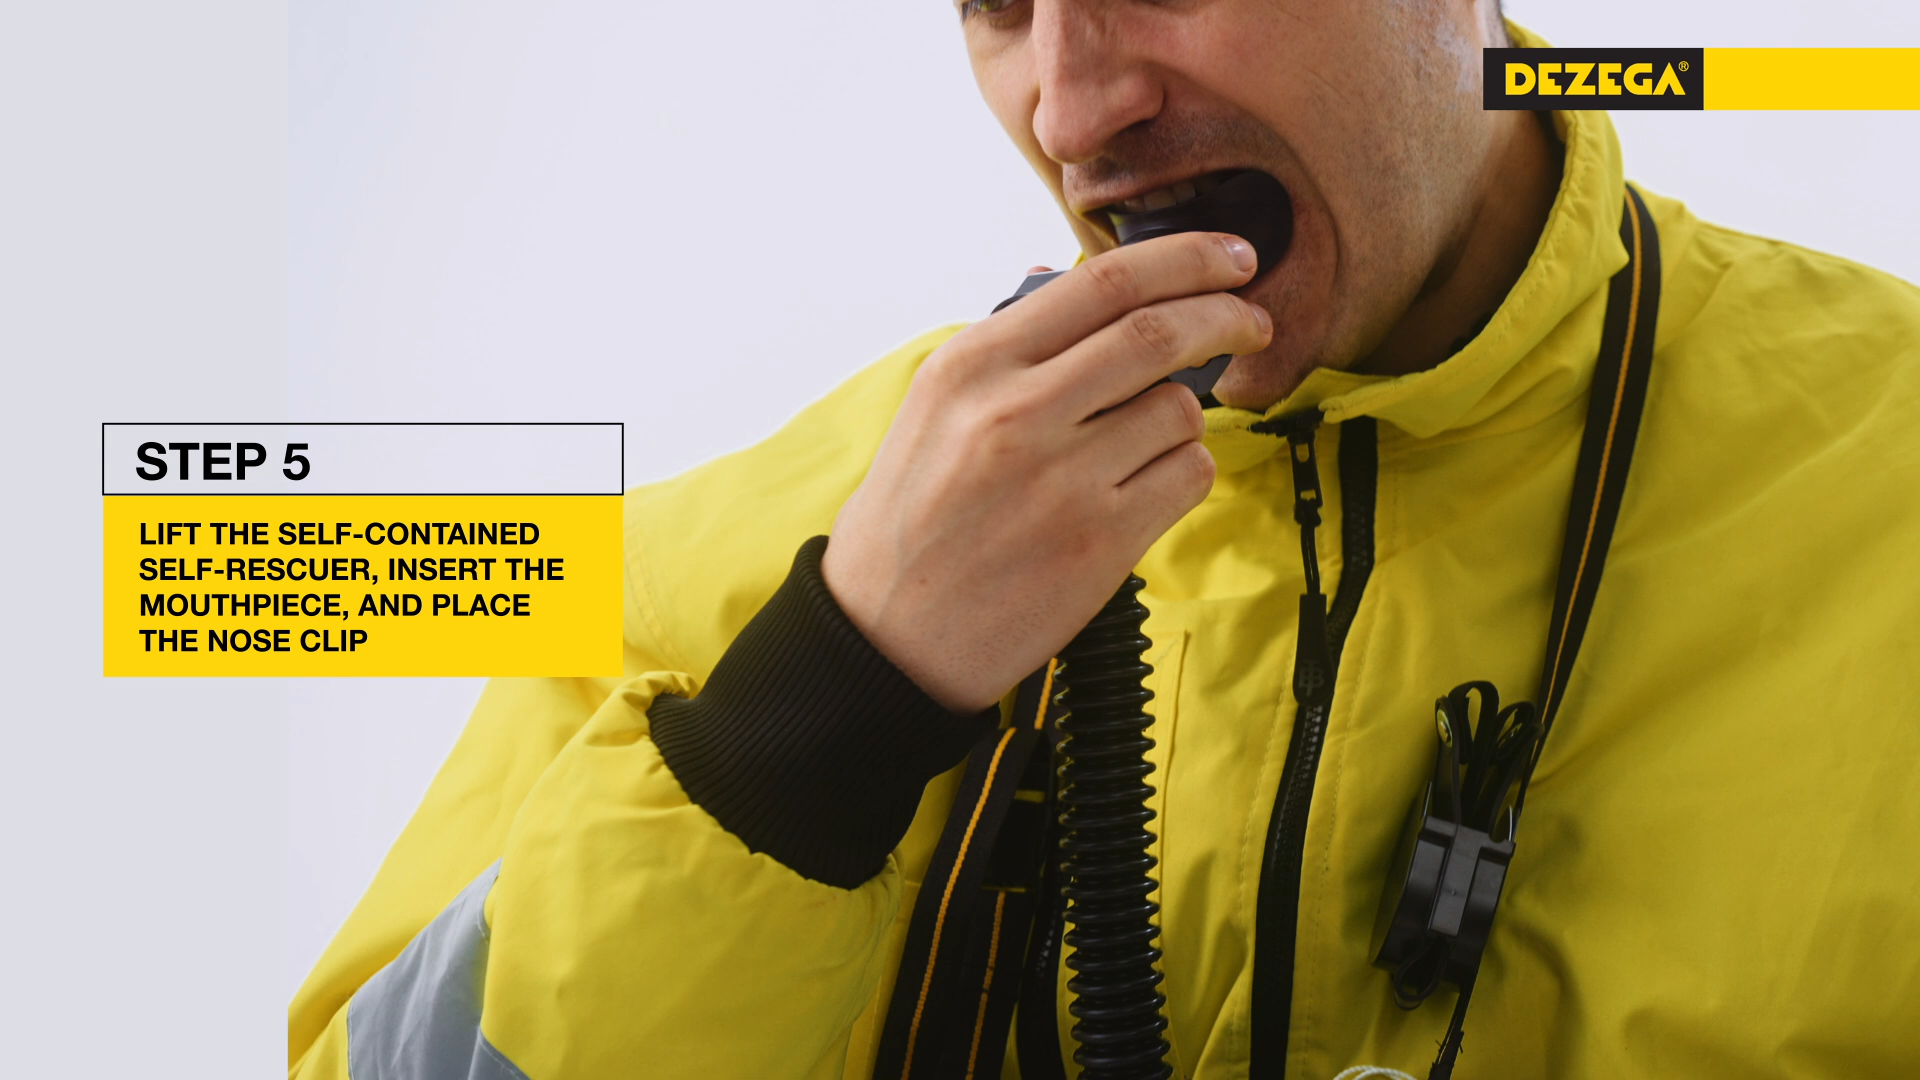 DEZEGA®
STEP 5
LIFT THE SELF-CONTAINED
SELF-RESCUER, INSERT THE
MOUTHPIECE, AND PLACE
THE NOSE CLIP